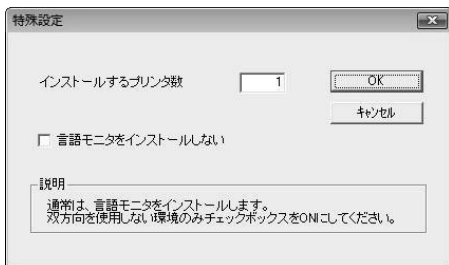 特殊設定
インストールするプリンタ数 1 OK
キャンセル
言語モニタをインストールしない
説明
通常は、言語モニタをインストールします。
双方向を使用しない環境のみチェックボックスをONにしてください。